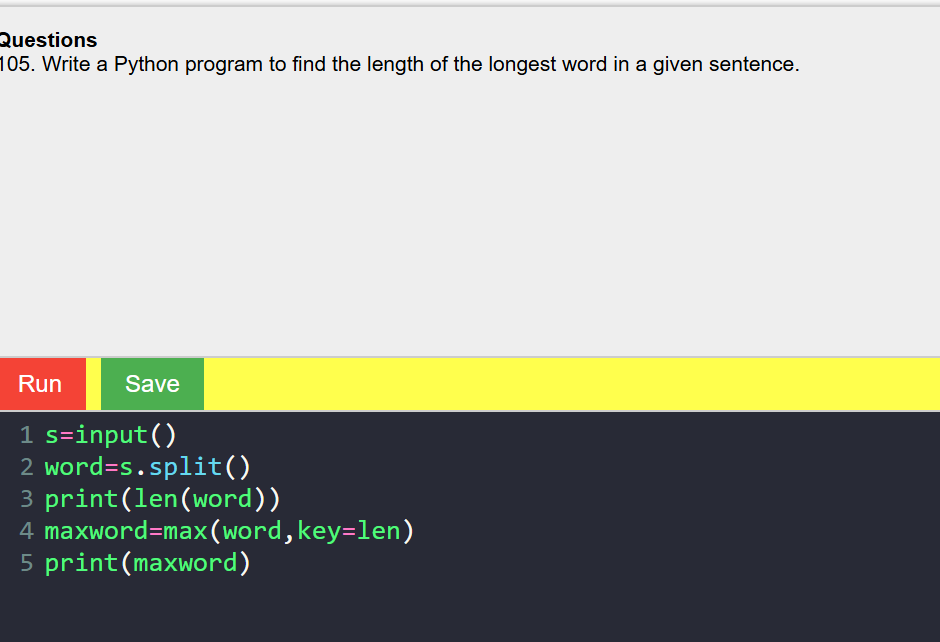 Questions
105. Write a Python program to find the length of the longest word in a given sentence.
Run Save
1 s=input()
2 word=s.split()
3 print(len(word))
4 maxword=max(word,key=len)
5 print(maxword)